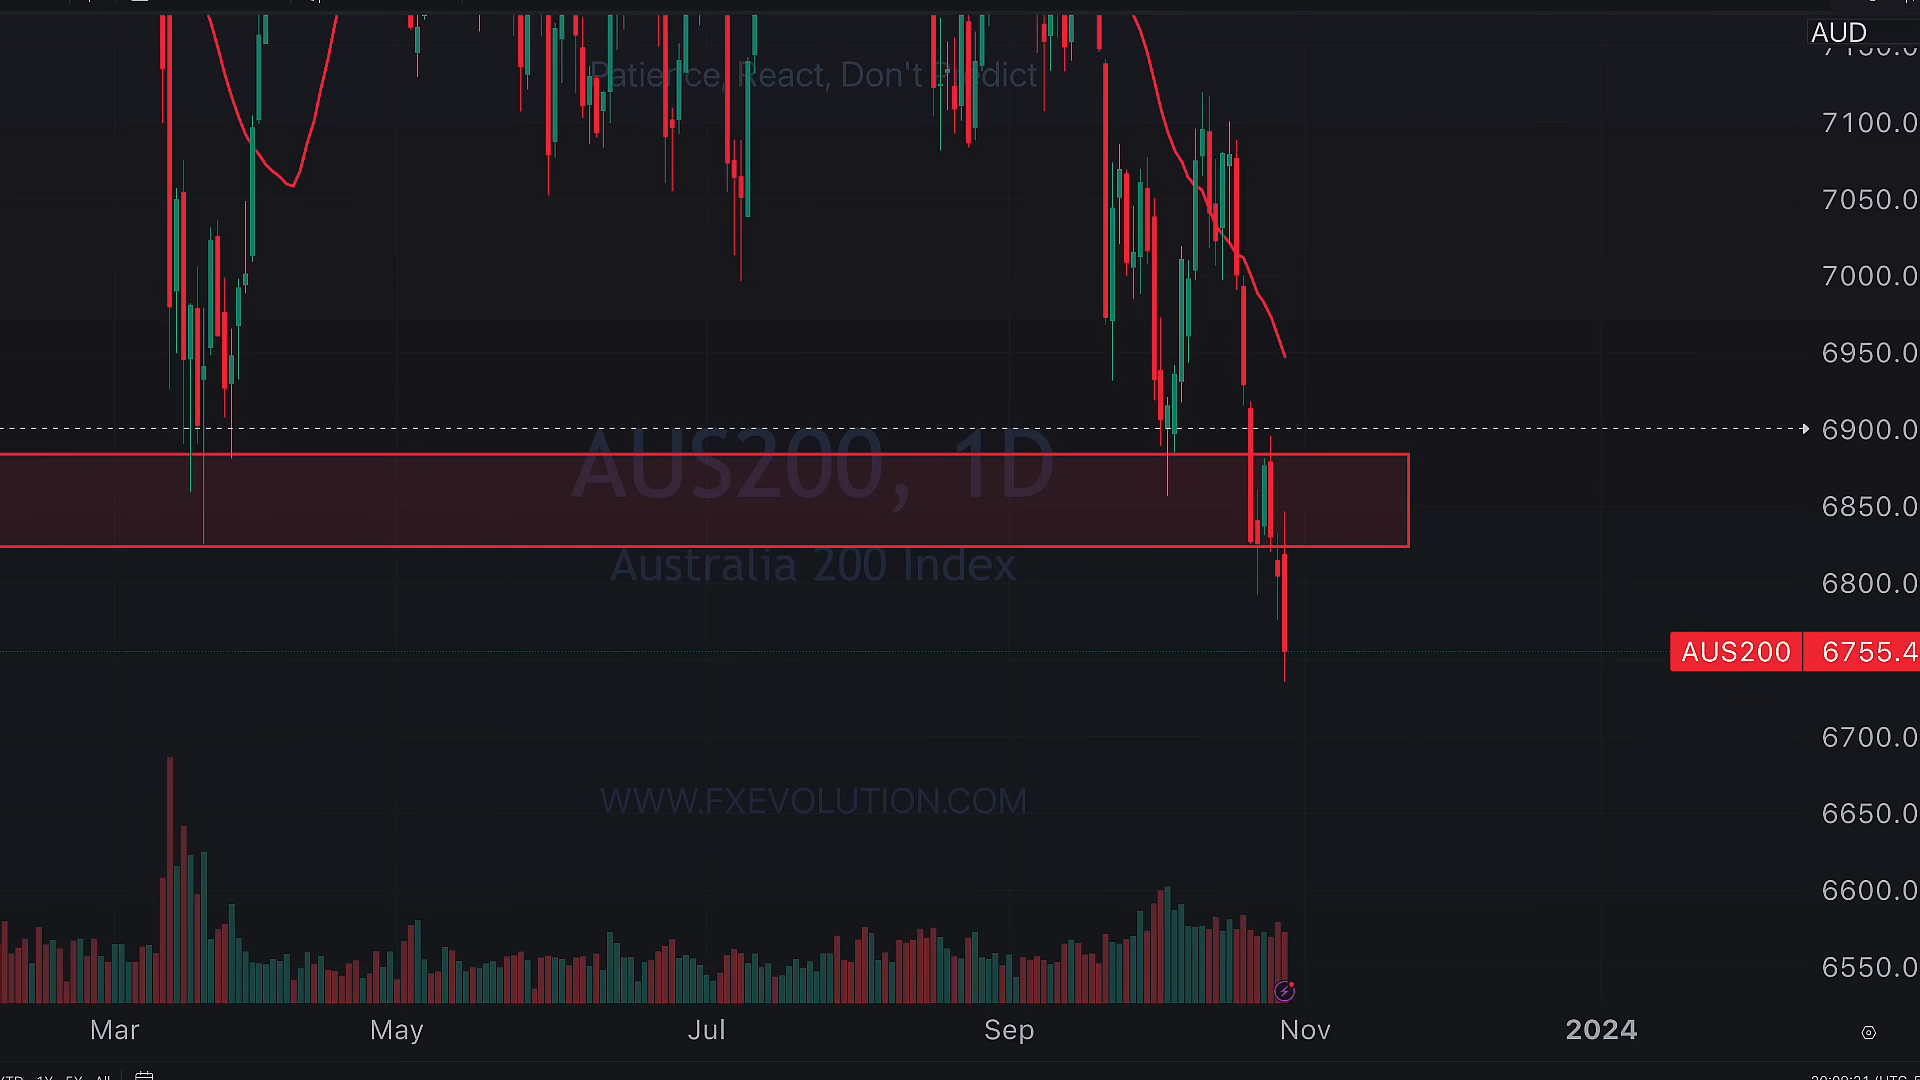 AUD
Patience, React, Don't Predict
7100.0
7050.0
7000.0
6950.0
6900.0
AUS200, 1D
6850.0
Australia 200 Index
6800.0
AUS200 6755.4
6700.0
WWW.FXEVOLUTION.COM
6650.0
6600.0
6550.0
Mar May Jul Sep Nov 2024